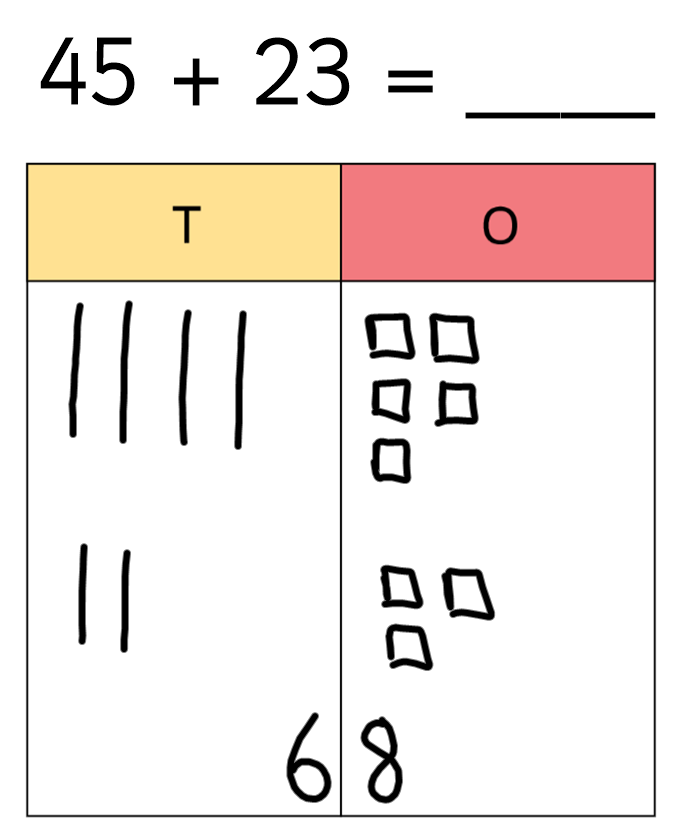 45 + 23 = ____
T O
68